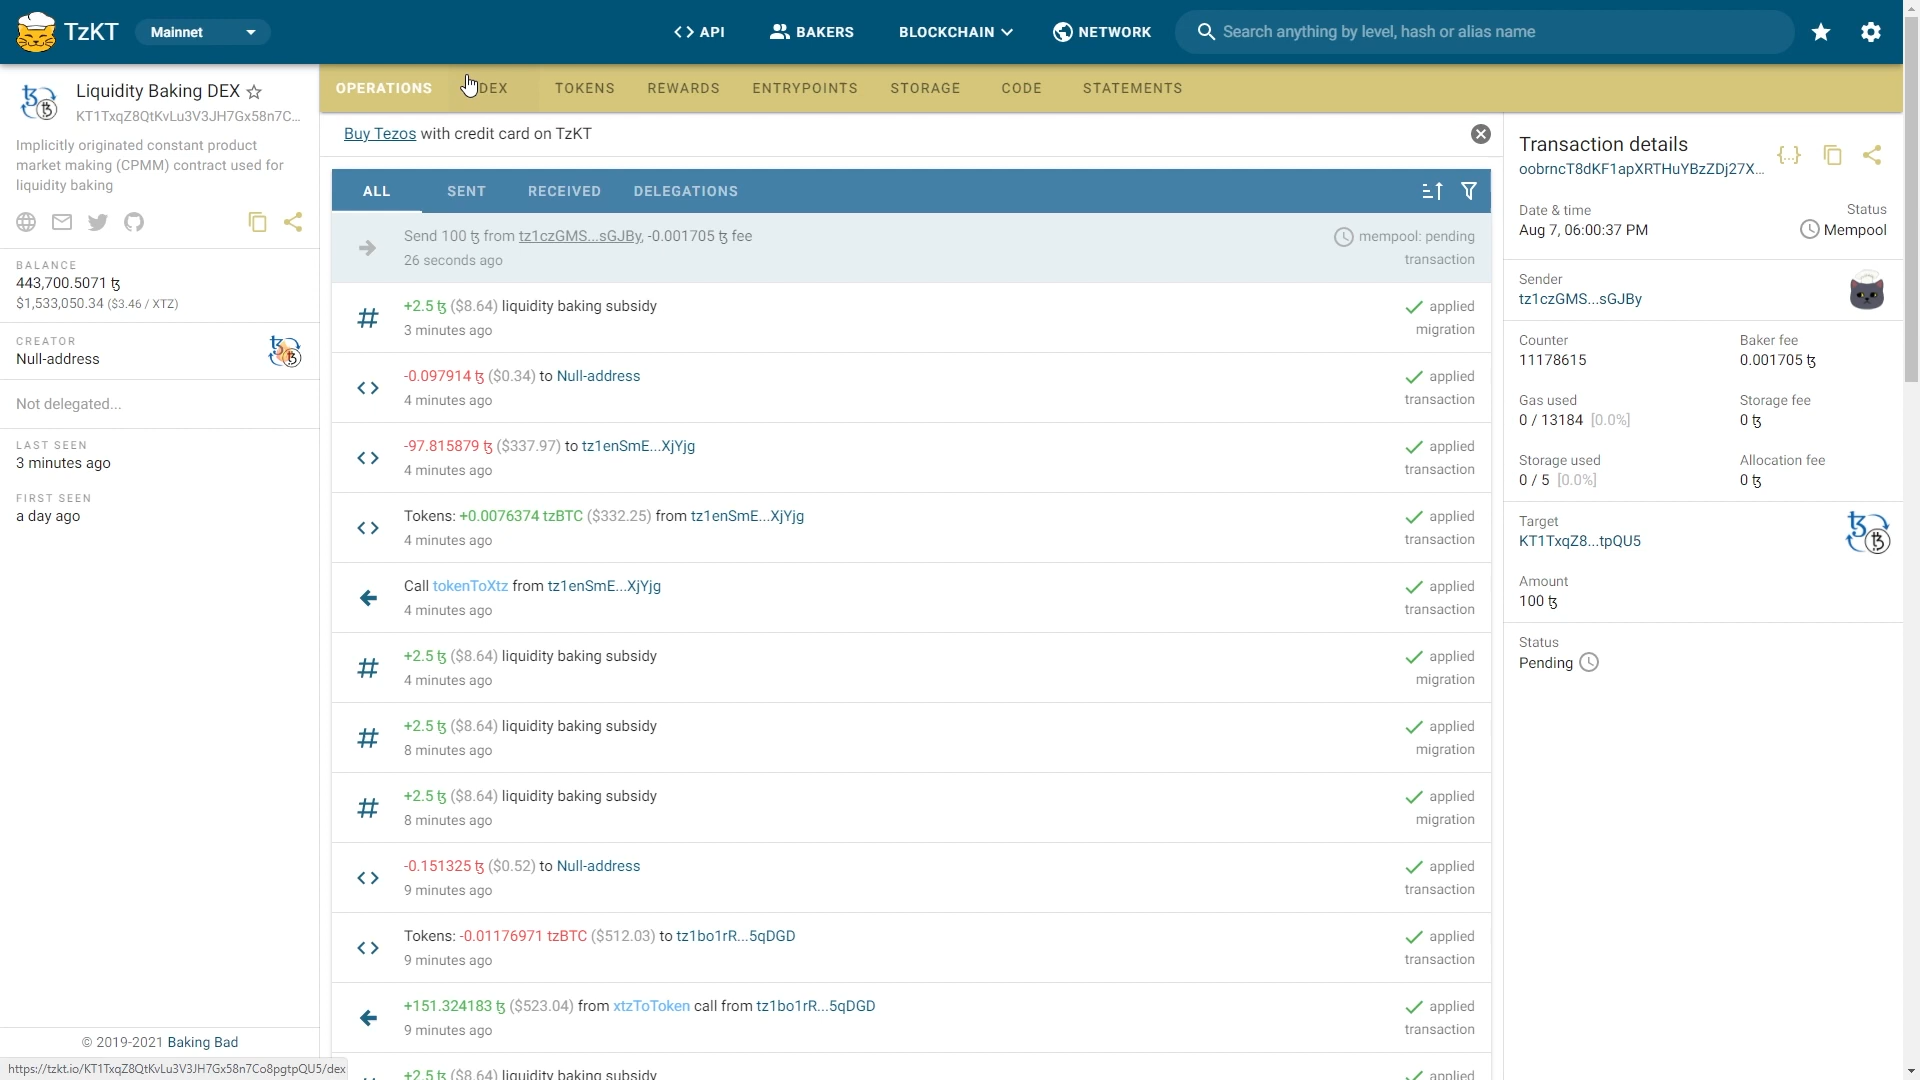 TzKT
Mainnet
API
BAKERS
BLOCKCHAIN
NETWORK
Search anything by level, hash or alias name
Liquidity Baking DEX
KT1TxqZ8QtKvLu3V3JH7Gx58n7C...
Implicitly originated constant product
market making (CPMM) contract used for
liquidity baking
BALANCE
443,700.5071 ꜩ
$1,533,050.34 ($3.46 / XTZ)
CREATOR
Null-address
Not delegated...
LAST SEEN
3 minutes ago
FIRST SEEN
a day ago
© 2019-2021 Baking Bad
https://tzkt.io/KT1TxqZ8QtKvLu3V3JH7Gx58n7Co8pgtpQU5/dex
OPERATIONS
DEX
TOKENS
REWARDS
ENTRYPOINTS
STORAGE
CODE
STATEMENTS
Buy Tezos with credit card on TzKT
ALL
SENT
RECEIVED
DELEGATIONS
Send 100 ꜩ from tz1czGMS...sGJBy, -0.001705 ꜩ fee
mempool: pending
26 seconds ago
transaction
+2.5 ꜩ ($8.64) liquidity baking subsidy
applied
3 minutes ago
migration
-0.097914 ꜩ ($0.34) to Null-address
applied
4 minutes ago
transaction
-97.815879 ꜩ ($337.97) to tz1enSmE...XjYjg
applied
4 minutes ago
transaction
Tokens: +0.0076374 tzBTC ($332.25) from tz1enSmE...XjYjg
applied
4 minutes ago
transaction
Call tokenToXtz from tz1enSmE...XjYjg
applied
4 minutes ago
transaction
+2.5 ꜩ ($8.64) liquidity baking subsidy
applied
4 minutes ago
migration
+2.5 ꜩ ($8.64) liquidity baking subsidy
applied
8 minutes ago
migration
+2.5 ꜩ ($8.64) liquidity baking subsidy
applied
8 minutes ago
migration
-0.151325 ꜩ ($0.52) to Null-address
applied
9 minutes ago
transaction
Tokens: -0.01176971 tzBTC ($512.03) to tz1bo1rR...5qDGD
applied
9 minutes ago
transaction
+151.324183 ꜩ ($523.04) from xtzToToken call from tz1bo1rR...5qDGD
applied
9 minutes ago
transaction
+2.5 ꜩ ($8.64) liquidity baking subsidy
applied
Transaction details
oobrncT8dKF1apXRTHuYBzZDj27X...
{...}
Date & time
Status
Aug 7, 06:00:37 PM
Mempool
Sender
tz1czGMS...sGJBy
Counter
Baker fee
11178615
0.001705 ꜩ
Gas used
Storage fee
0 / 13184 [0.0%]
0 ꜩ
Storage used
Allocation fee
0 / 5 [0.0%]
0 ꜩ
Target
KT1TxqZ8...tpQU5
Amount
100 ꜩ
Status
Pending